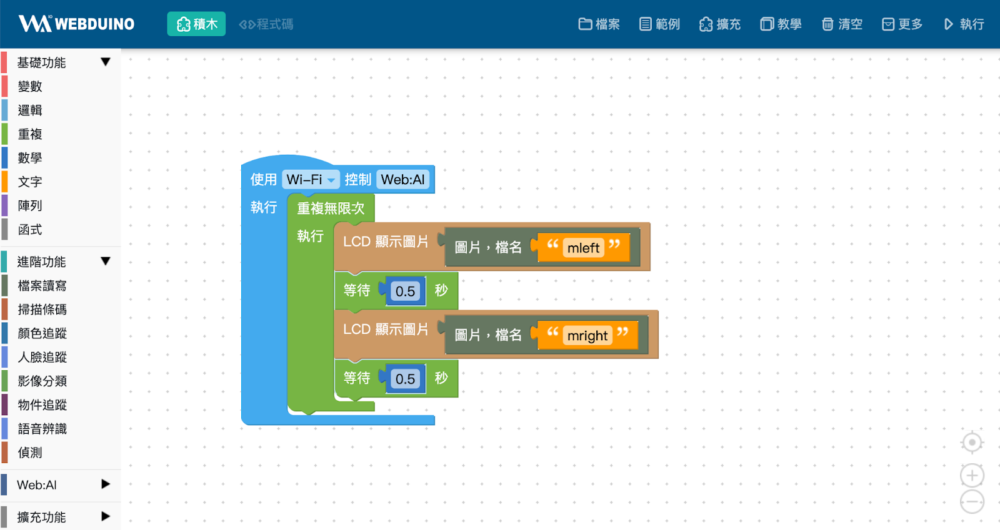 WEBDUINO
積木
程式碼
檔案
範例
擴充
教學
清空
更多
執行
基礎功能
變數
邏輯
重複
數學
文字
陣列
函式
進階功能
檔案讀寫
掃描條碼
顏色追蹤
人臉追蹤
影像分類
物件追蹤
語音辨識
偵測
Web:AI
擴充功能
使用 Wi-Fi 控制 Web:AI
執行 重複無限次
執行 LCD 顯示圖片 圖片，檔名 “ mleft ”
等待 0.5 秒
LCD 顯示圖片 圖片，檔名 “ mright ”
等待 0.5 秒